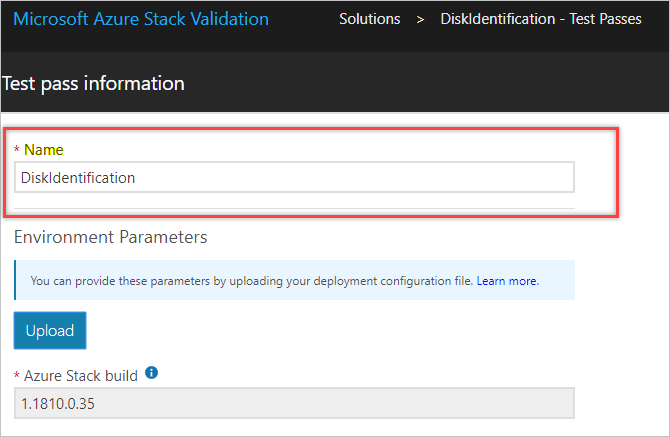 Microsoft Azure Stack Validation Solutions > DiskIdentification - Test Passes
Test pass information
* Name
DiskIdentification
Environment Parameters
You can provide these parameters by uploading your deployment configuration file. Learn more.
Upload
* Azure Stack build i
1.1810.0.35